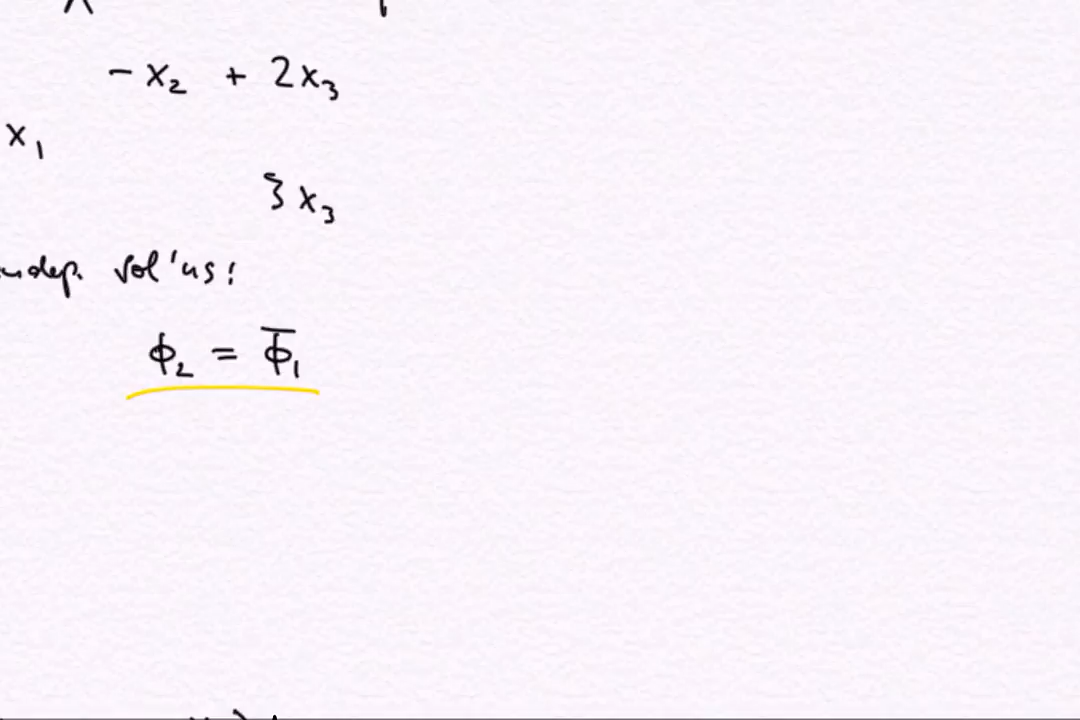 - x₂ + 2x₃
x₁
3x₃
indep. sol'ns:
ϕ₂ = ϕ̅₁